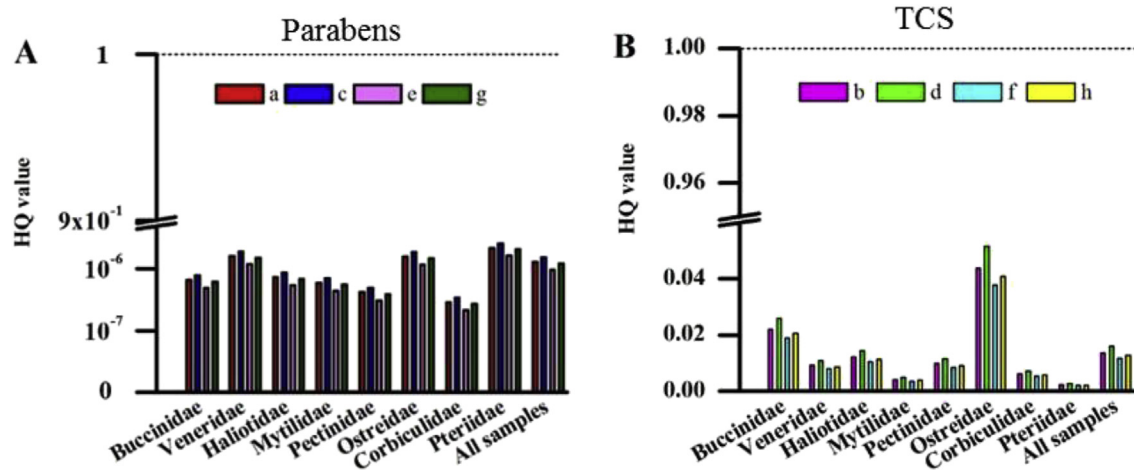 A
Parabens
1
a c e g
HQ value
9x10⁻¹
10⁻⁶
10⁻⁷
0
Buccinidae
Veneridae
Haliotidae
Mytilidae
Pectinidae
Ostreidae
Corbiculidae
Pteriidae
All samples
B
TCS
1.00
b d f h
0.98
HQ value
0.96
0.04
0.02
0.00
Buccinidae
Veneridae
Haliotidae
Mytilidae
Pectinidae
Ostreidae
Corbiculidae
Pteriidae
All samples